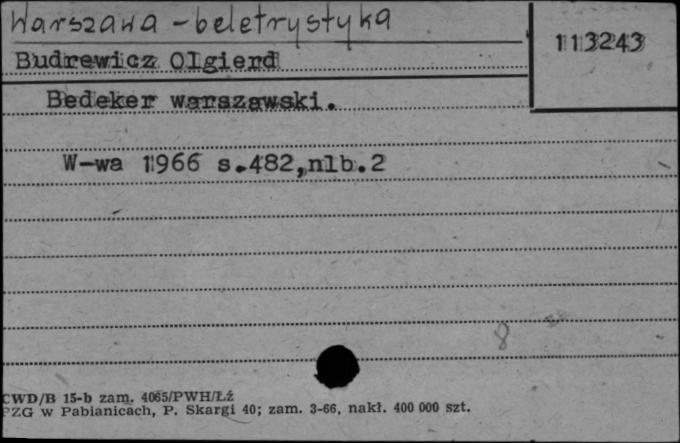 Warszawa - beletrystyka
113243
Budrewicz Olgierd
Bedeker warszawski.
W-wa 1966 s.482,nlb.2
8
CWD/B 15-b zam. 4065/PWH/Łź
PZG w Pabianicach, P. Skargi 40; zam. 3-66, nakł. 400 000 szt.